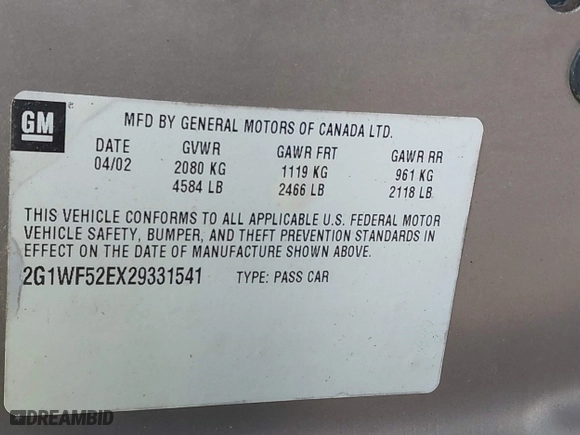 GM
MFD BY GENERAL MOTORS OF CANADA LTD.
DATE GVWR GAWR FRT GAWR RR
04/02 2080 KG 1119 KG 961 KG
4584 LB 2466 LB 2118 LB
THIS VEHICLE CONFORMS TO ALL APPLICABLE U.S. FEDERAL MOTOR
VEHICLE SAFETY, BUMPER, AND THEFT PREVENTION STANDARDS IN
EFFECT ON THE DATE OF MANUFACTURE SHOWN ABOVE.
2G1WF52EX29331541 TYPE: PASS CAR
DREAMBID